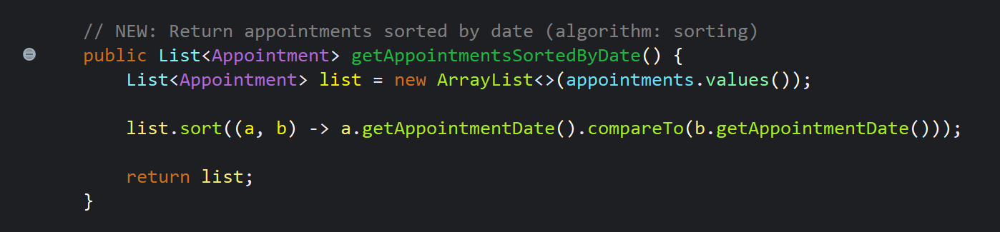 // NEW: Return appointments sorted by date (algorithm: sorting)
public List<Appointment> getAppointmentsSortedByDate() {
List<Appointment> list = new ArrayList<>(appointments.values());
list.sort((a, b) -> a.getAppointmentDate().compareTo(b.getAppointmentDate()));
return list;
}